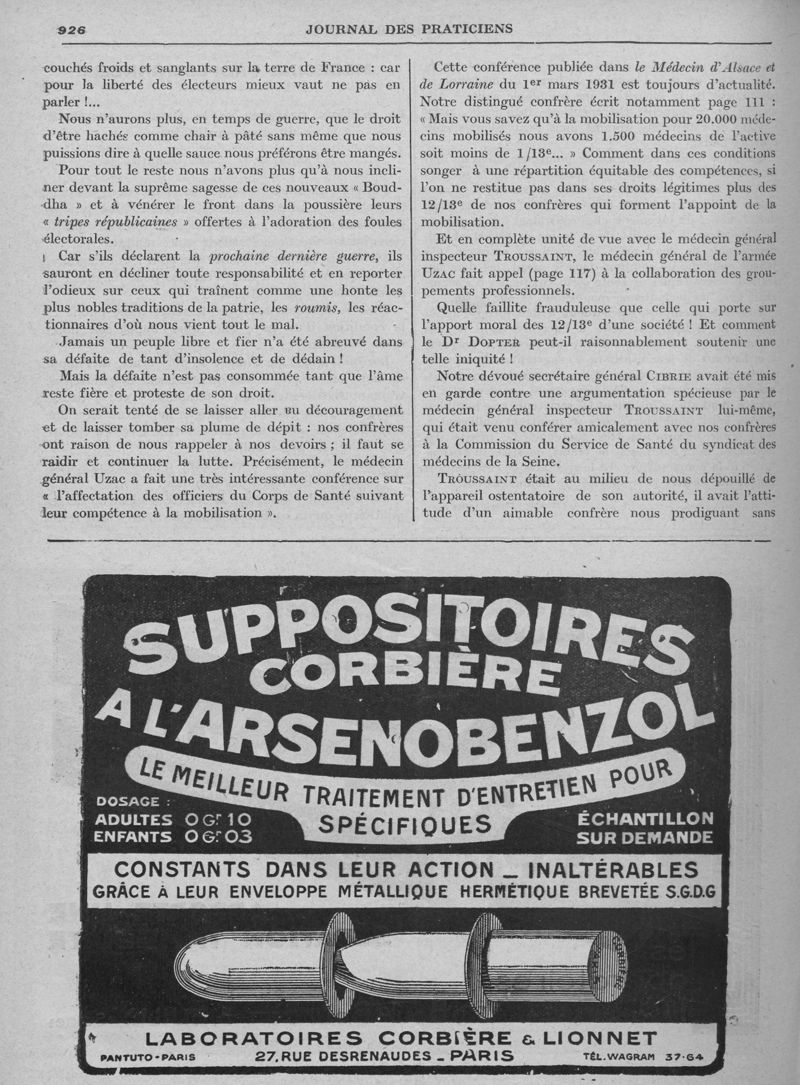 926
JOURNAL DES PRATICIENS
couchés froids et sanglants sur la terre de France : car
pour la liberté des électeurs mieux vaut ne pas en
parler !...
Nous n'aurons plus, en temps de guerre, que le droit
d'être hachés comme chair à pâté sans même que nous
puissions dire à quelle sauce nous préférons être mangés.
Pour tout le reste nous n'avons plus qu'à nous incli-
ner devant la suprême sagesse de ces nouveaux « Boud-
dha » et à vénérer le front dans la poussière leurs
« tripes républicaines » offertes à l'adoration des foules
électorales.
Car s'ils déclarent la prochaine dernière guerre, ils
sauront en décliner toute responsabilité et en reporter
l'odieux sur ceux qui traînent comme une honte les
plus nobles traditions de la patrie, les roumis, les réac-
tionnaires d'où nous vient tout le mal.
Jamais un peuple libre et fier n'a été abreuvé dans
sa défaite de tant d'insolence et de dédain !
Mais la défaite n'est pas consommée tant que l'âme
reste fière et proteste de son droit.
On serait tenté de se laisser aller au découragement
et de laisser tomber sa plume de dépit : nos confrères
ont raison de nous rappeler à nos devoirs ; il faut se
raidir et continuer la lutte. Précisément, le médecin
général Uzac a fait une très intéressante conférence sur
« l'affectation des officiers du Corps de Santé suivant
leur compétence à la mobilisation ».
Cette conférence publiée dans le Médecin d'Alsace et
de Lorraine du 1er mars 1931 est toujours d'actualité.
Notre distingué confrère écrit notamment page 111 :
« Mais vous savez qu'à la mobilisation pour 20.000 méde-
cins mobilisés nous avons 1.500 médecins de l'active
soit moins de 1/13e... » Comment dans ces conditions
songer à une répartition équitable des compétences, si
l'on ne restitue pas dans ses droits légitimes plus des
12/13e de nos confrères qui forment l'appoint de la
mobilisation.
Et en complète unité de vue avec le médecin général
inspecteur TROUSSAINT, le médecin général de l'armée
UZAC fait appel (page 117) à la collaboration des grou-
pements professionnels.
Quelle faillite frauduleuse que celle qui porte sur
l'apport moral des 12/13e d'une société ! Et comment
le Dr DOPTER peut-il raisonnablement soutenir une
telle iniquité !
Notre dévoué secrétaire général CIBRIE avait été mis
en garde contre une argumentation spécieuse par le
médecin général inspecteur TROUSSAINT lui-même,
qui était venu conférer amicalement avec nos confrères
à la Commission du Service de Santé du syndicat des
médecins de la Seine.
TROUSSAINT était au milieu de nous dépouillé de
l'appareil ostentatoire de son autorité, il avait l'atti-
tude d'un aimable confrère nous prodiguant sans
SUPPOSITOIRES
CORBIÈRE
A L'ARSENOBENZOL
LE MEILLEUR TRAITEMENT D'ENTRETIEN POUR
SPÉCIFIQUES
DOSAGE :
ADULTES 0 Gr 10
ENFANTS 0 Gr 03
ÉCHANTILLON
SUR DEMANDE
CONSTANTS DANS LEUR ACTION _ INALTÉRABLES
GRÂCE À LEUR ENVELOPPE MÉTALLIQUE HERMÉTIQUE BREVETÉE S.G.D.G
CORBIÈRE
LABORATOIRES CORBIÈRE & LIONNET
PANTUTO-PARIS
27, RUE DESRENAUDES _ PARIS
TÉL. WAGRAM 37-64